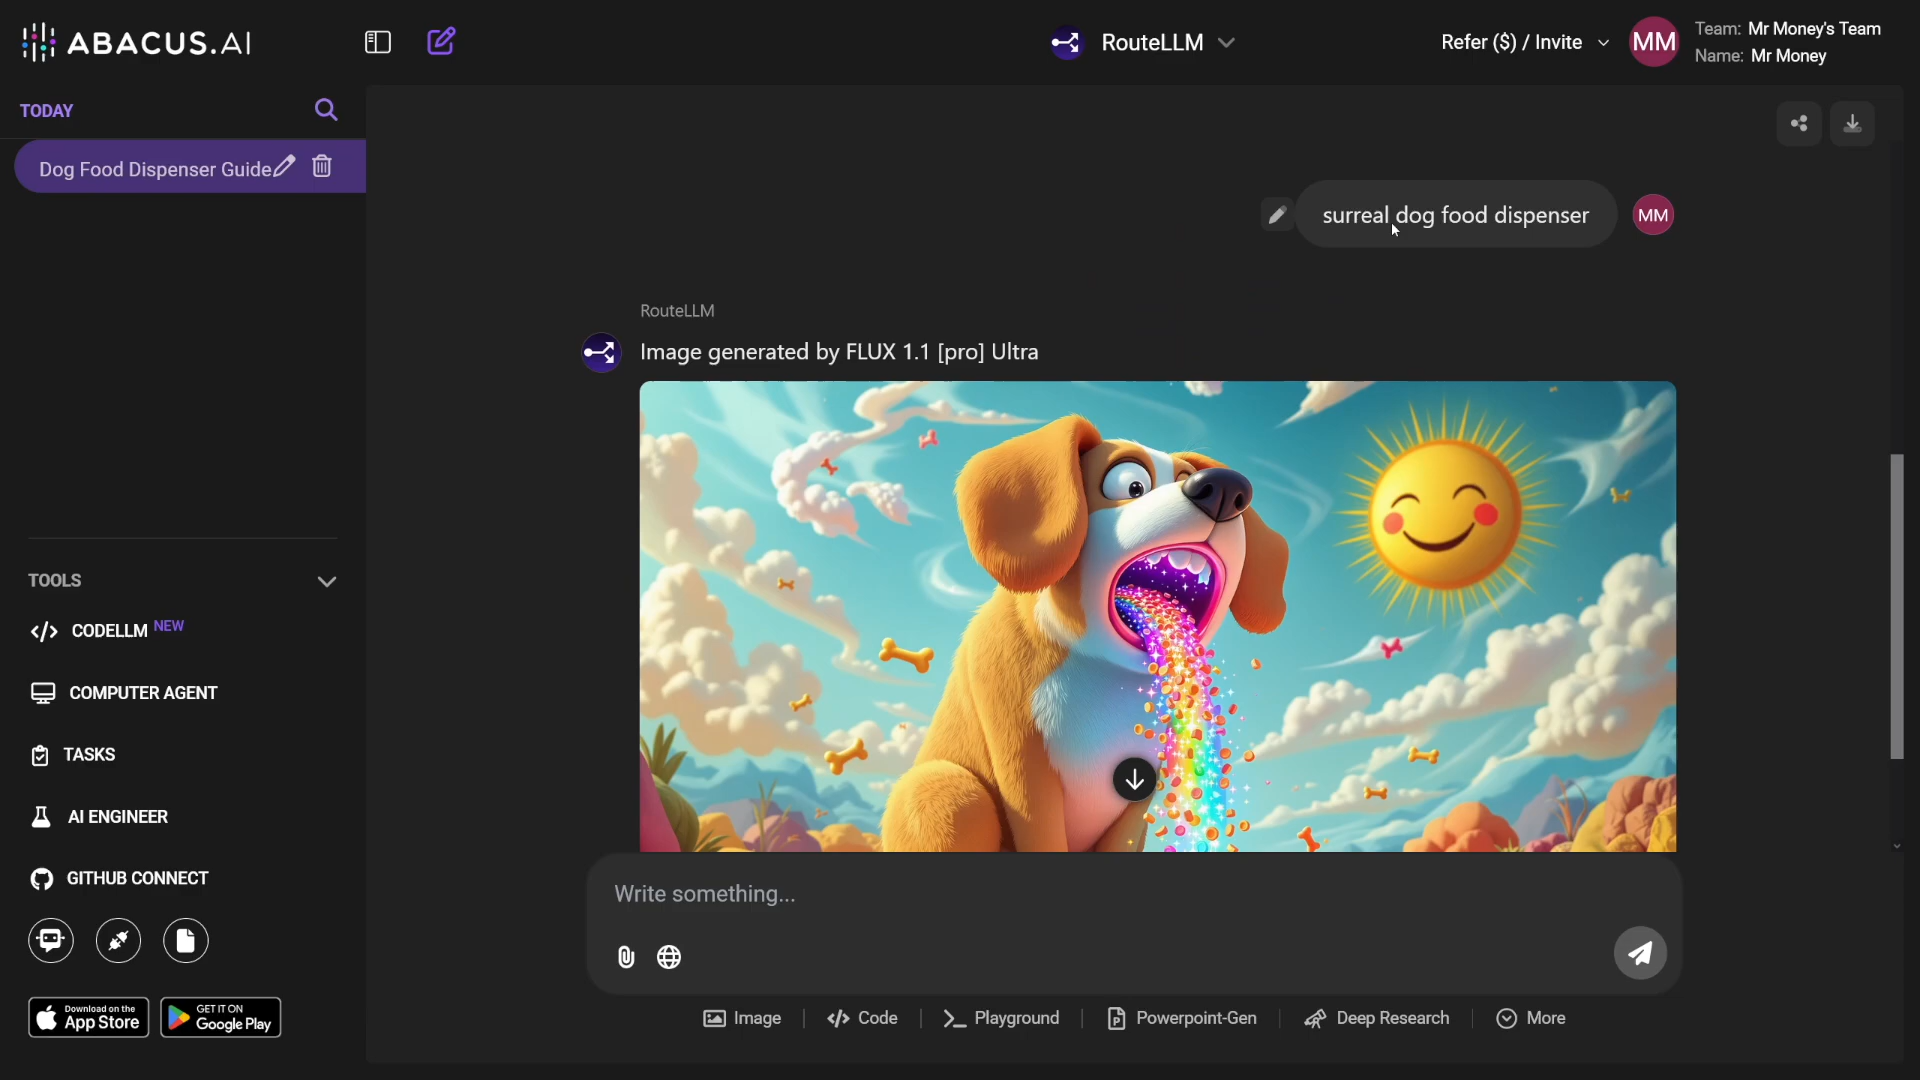 ABACUS.AI
RouteLLM
Refer ($) / Invite
MM
Team: Mr Money's Team
Name: Mr Money
TODAY
Dog Food Dispenser Guide
surreal dog food dispenser
MM
RouteLLM
Image generated by FLUX 1.1 [pro] Ultra
TOOLS
CODELLM NEW
COMPUTER AGENT
TASKS
AI ENGINEER
GITHUB CONNECT
Download on the
App Store
GET IT ON
Google Play
Write something...
Image
Code
Playground
Powerpoint-Gen
Deep Research
More